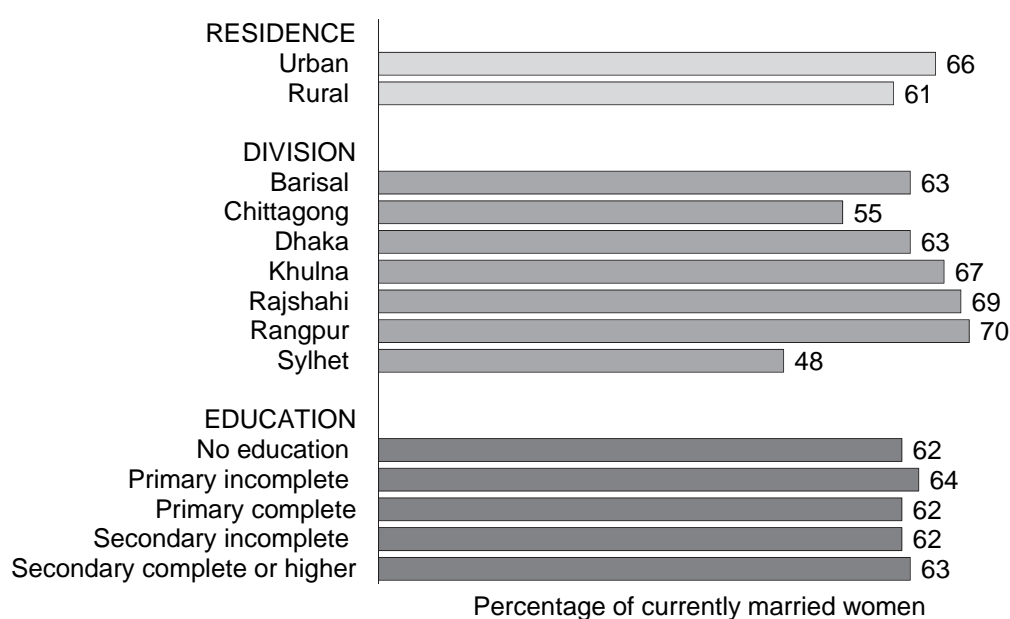 RESIDENCE
Urban 66
Rural 61
DIVISION
Barisal 63
Chittagong 55
Dhaka 63
Khulna 67
Rajshahi 69
Rangpur 70
Sylhet 48
EDUCATION
No education 62
Primary incomplete 64
Primary complete 62
Secondary incomplete 62
Secondary complete or higher 63
Percentage of currently married women